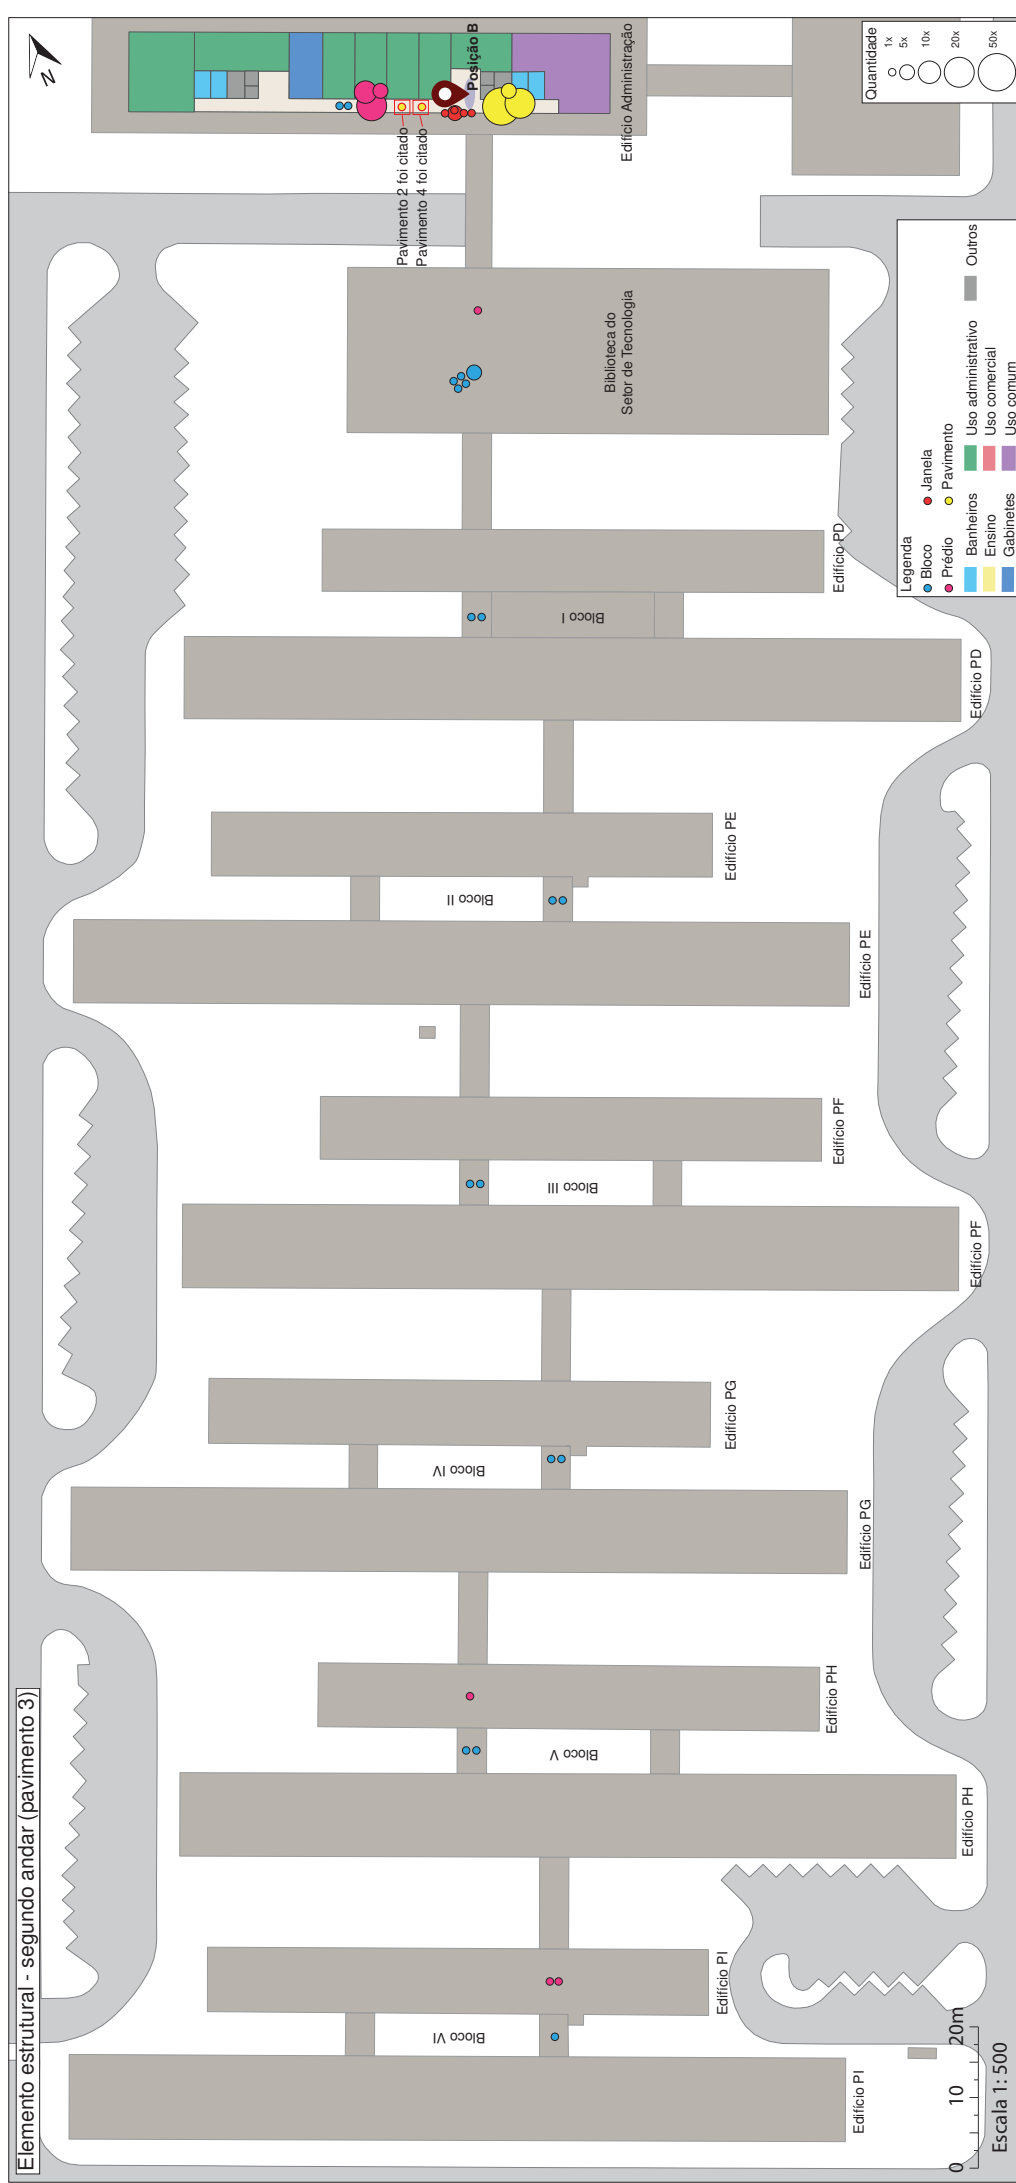 Elemento estrutural - segundo andar (pavimento 3)
N
Posição B
Pavimento 2 foi citado
Pavimento 4 foi citado
Edifício Administração
Quantidade
1x
5x
10x
20x
50x
Legenda
Bloco
Janela
Prédio
Pavimento
Banheiros
Uso administrativo
Outros
Ensino
Uso comercial
Gabinetes
Uso comum
Biblioteca do
Setor de Tecnologia
Edifício PD
Bloco I
Edifício PD
Edifício PE
Bloco II
Edifício PE
Edifício PF
Bloco III
Edifício PF
Edifício PG
Bloco IV
Edifício PG
Edifício PH
Bloco V
Edifício PH
Edifício PI
Bloco VI
Edifício PI
0 10 20m
Escala 1: 500